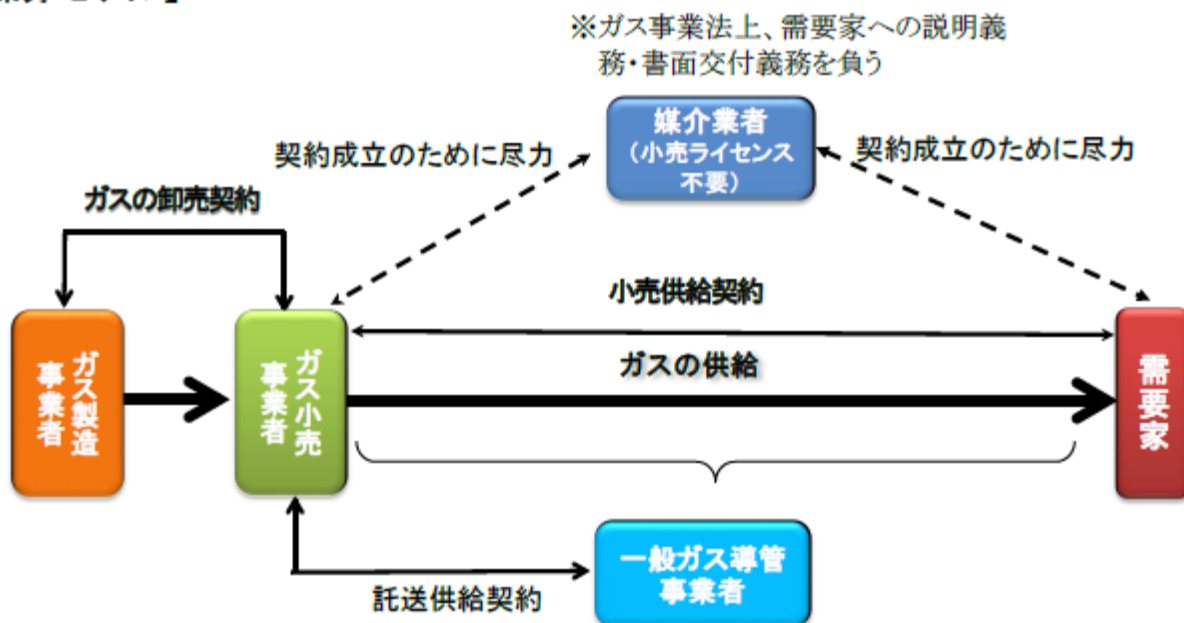 ※ガス事業法上、需要家への説明義
務・書面交付義務を負う
媒介業者
（小売ライセンス
不要）
契約成立のために尽力
契約成立のために尽力
ガスの卸売契約
小売供給契約
ガス製造
事業者
ガス小売
事業者
ガスの供給
需要家
一般ガス導管
事業者
託送供給契約